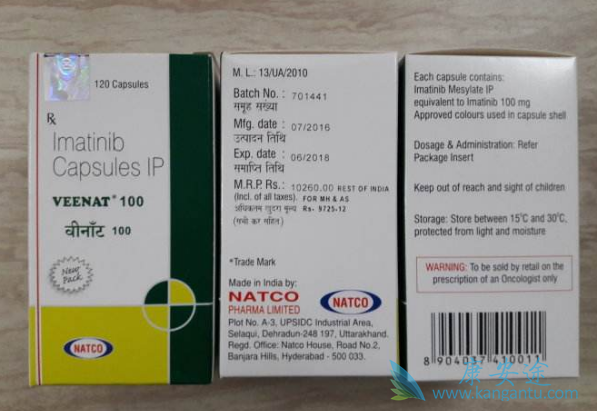 120 Capsules
Rx
Imatinib
Capsules IP
VEENAT* 100
वीनॉट 100
New
Pack
NATCO
M. L.: 13/UA/2010
Batch No. : 701441
समूह संख्या
Mfg. date : 07/2016
उत्पादन तिथि
Exp. date : 06/2018
समाप्ति तिथि
M.R.P. Rs.: 10260.00 REST OF INDIA
(Incl. of all taxes). FOR MH & AS
अधिकतम खुदरा मूल्य Rs- 9725-12
(सभी कर सहित)
*Trade Mark
Made in India by:
NATCO
PHARMA LIMITED
NATCO
Plot No. A-3, UPSIDC Industrial Area,
Selaqui, Dehradun-248 197, Uttarakhand.
Regd. Office: Natco House, Road No.2,
Banjara Hills, Hyderabad - 500 033.
Each capsule contains:
Imatinib Mesylate IP
equivalent to Imatinib 100 mg
Approved colours used in capsule shell
Dosage & Administration: Refer
Package Insert
Keep out of reach and sight of children
Storage: Store between 15°C and 30°C,
protected from light and moisture
WARNING: To be sold by retail on the
prescription of an Oncologist only
8 904037 410011
康安途
www.kangantu.com